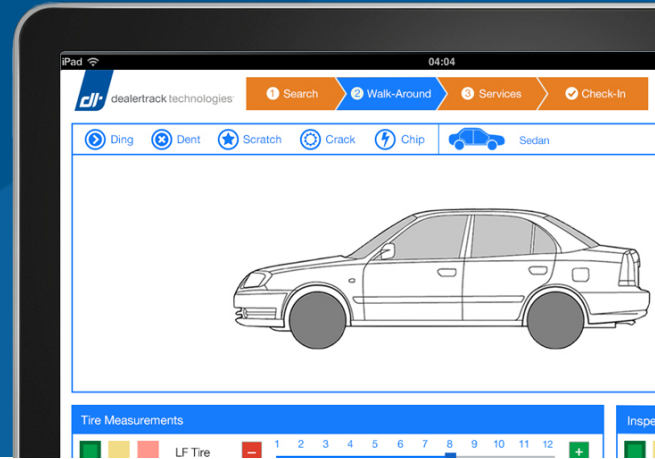 iPad 04:04
dt dealertrack technologies 1 Search 2 Walk-Around 3 Services Check-In
Ding Dent Scratch Crack Chip Sedan
Tire Measurements Inspe
LF Tire 1 2 3 4 5 6 7 8 9 10 11 12